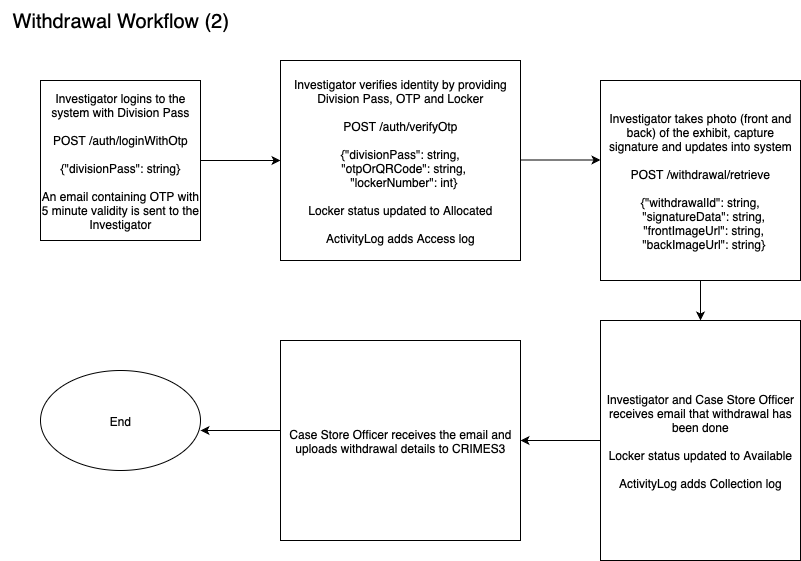 Withdrawal Workflow (2)
Investigator logins to the
system with Division Pass
POST /auth/loginWithOtp
{"divisionPass": string}
An email containing OTP with
5 minute validity is sent to the
Investigator
Investigator verifies identity by providing
Division Pass, OTP and Locker
POST /auth/verifyOtp
{"divisionPass": string,
"otpOrQRCode": string,
"lockerNumber": int}
Locker status updated to Allocated
ActivityLog adds Access log
Investigator takes photo (front and
back) of the exhibit, capture
signature and updates into system
POST /withdrawal/retrieve
{"withdrawalId": string,
"signatureData": string,
"frontImageUrl": string,
"backImageUrl": string}
Investigator and Case Store Officer
receives email that withdrawal has
been done
Locker status updated to Available
ActivityLog adds Collection log
Case Store Officer receives the email and
uploads withdrawal details to CRIMES3
End